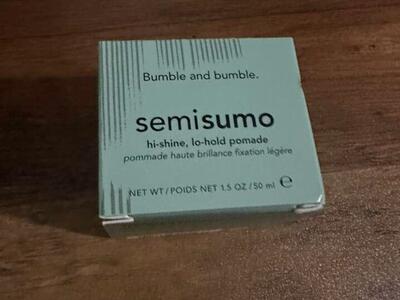 Bumble and bumble.
semisumo
hi-shine, lo-hold pomade
pommade haute brillance fixation légère
NET WT/POIDS NET 1.5 OZ/50 ml ℮